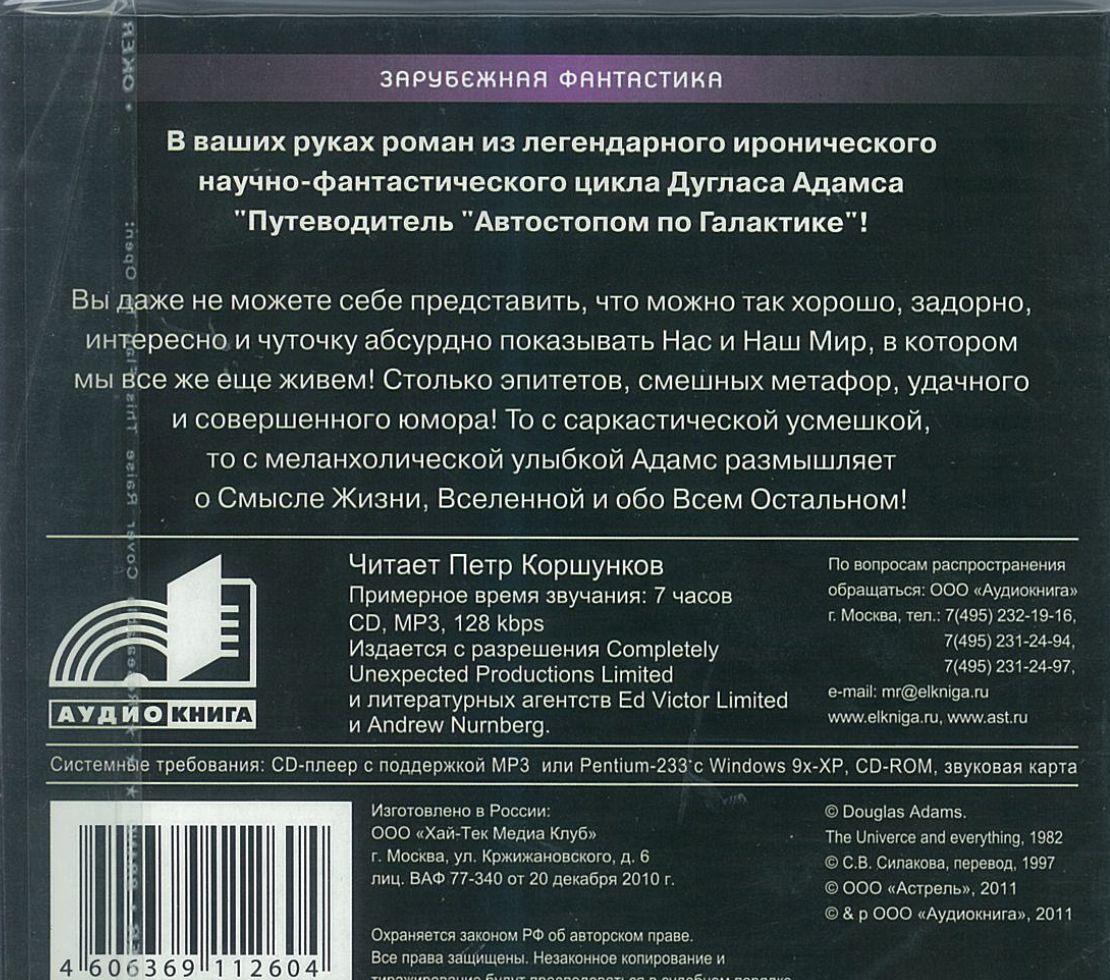 ЗАРУБЕЖНАЯ ФАНТАСТИКА
В ваших руках роман из легендарного иронического
научно-фантастического цикла Дугласа Адамса
"Путеводитель "Автостопом по Галактике"!
Вы даже не можете себе представить, что можно так хорошо, задорно,
интересно и чуточку абсурдно показывать Нас и Наш Мир, в котором
мы все же еще живем! Столько эпитетов, смешных метафор, удачного
и совершенного юмора! То с саркастической усмешкой,
то с меланхолической улыбкой Адамс размышляет
о Смысле Жизни, Вселенной и обо Всем Остальном!
АУДИОКНИГА
Читает Петр Коршунков
Примерное время звучания: 7 часов
CD, MP3, 128 kbps
Издается с разрешения Completely
Unexpected Productions Limited
и литературных агентств Ed Victor Limited
и Andrew Nurnberg.
По вопросам распространения
обращаться: ООО «Аудиокнига»
г. Москва, тел.: 7(495) 232-19-16,
7(495) 231-24-94,
7(495) 231-24-97,
e-mail: mr@elkniga.ru
www.elkniga.ru, www.ast.ru
Системные требования: CD-плеер с поддержкой MP3 или Pentium-233 с Windows 9x-XP, CD-ROM, звуковая карта
4 606369 112604
Изготовлено в России:
ООО «Хай-Тек Медиа Клуб»
г. Москва, ул. Кржижановского, д. 6
лиц. ВАФ 77-340 от 20 декабря 2010 г.
Охраняется законом РФ об авторском праве.
Все права защищены. Незаконное копирование и
тиражирование будут преследоваться в судебном порядке
© Douglas Adams.
The Univerce and everything, 1982
© С.В. Силакова, перевод, 1997
© ООО «Астрель», 2011
© & p ООО «Аудиокнига», 2011